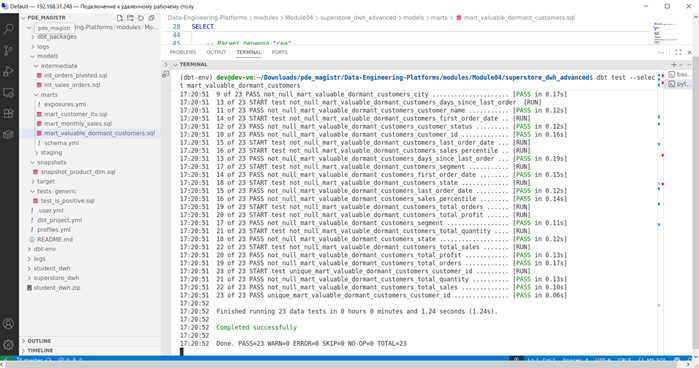 Default — 192.168.31.248 — Подключение к удаленному рабочему столу
PDE_MAGISTR
pde_magistr
ng-Platforms / modules / Mod...
dbt_packages
logs
models
intermediate
int_orders_pivoted.sql
int_sales_orders.sql
marts
exposures.yml
mart_customer_ltv.sql
mart_monthly_sales.sql
mart_valuable_dormant_customers.sql
schema.yml
staging
snapshots
snapshot_product_dim.sql
target
tests / generic
test_is_positive.sql
.user.yml
dbt_project.yml
profiles.yml
README.md
dbt-env
logs
student_dwh
superstore_dwh
student_dwh.zip
OUTLINE
TIMELINE
Data-Engineering-Platforms > modules > Module04 > superstore_dwh_advanced > models > marts > mart_valuable_dormant_customers.sql
28 SELECT
PROBLEMS OUTPUT TERMINAL PORTS
TERMINAL
(dbt-env) dev@dev-vm:~/Downloads/pde_magistr/Data-Engineering-Platforms/modules/Module04/superstore_dwh_advanced$ dbt test --selec
t mart_valuable_dormant_customers
17:20:51 9 of 23 PASS not_null_mart_valuable_dormant_customers_city .................... [PASS in 0.17s]
17:20:51 13 of 23 START test not_null_mart_valuable_dormant_customers_days_since_last_order [RUN]
17:20:51 11 of 23 PASS not_null_mart_valuable_dormant_customers_customer_name .......... [PASS in 0.12s]
17:20:51 14 of 23 START test not_null_mart_valuable_dormant_customers_first_order_date .. [RUN]
17:20:51 12 of 23 PASS not_null_mart_valuable_dormant_customers_customer_status ........ [PASS in 0.12s]
17:20:51 10 of 23 PASS not_null_mart_valuable_dormant_customers_customer_id ............ [PASS in 0.16s]
17:20:51 15 of 23 START test not_null_mart_valuable_dormant_customers_last_order_date ... [RUN]
17:20:51 16 of 23 START test not_null_mart_valuable_dormant_customers_sales_percentile .. [RUN]
17:20:51 13 of 23 PASS not_null_mart_valuable_dormant_customers_days_since_last_order .. [PASS in 0.19s]
17:20:51 17 of 23 START test not_null_mart_valuable_dormant_customers_segment .......... [RUN]
17:20:51 14 of 23 PASS not_null_mart_valuable_dormant_customers_first_order_date ....... [PASS in 0.15s]
17:20:51 18 of 23 START test not_null_mart_valuable_dormant_customers_state ............ [RUN]
17:20:51 15 of 23 PASS not_null_mart_valuable_dormant_customers_last_order_date ........ [PASS in 0.12s]
17:20:51 16 of 23 PASS not_null_mart_valuable_dormant_customers_sales_percentile ....... [PASS in 0.14s]
17:20:51 19 of 23 START test not_null_mart_valuable_dormant_customers_total_orders ..... [RUN]
17:20:51 20 of 23 START test not_null_mart_valuable_dormant_customers_total_profit ..... [RUN]
17:20:51 17 of 23 PASS not_null_mart_valuable_dormant_customers_segment ................ [PASS in 0.11s]
17:20:51 21 of 23 START test not_null_mart_valuable_dormant_customers_total_quantity ... [RUN]
17:20:51 18 of 23 PASS not_null_mart_valuable_dormant_customers_state .................. [PASS in 0.12s]
17:20:51 22 of 23 START test not_null_mart_valuable_dormant_customers_total_sales ...... [RUN]
17:20:51 20 of 23 PASS not_null_mart_valuable_dormant_customers_total_profit ........... [PASS in 0.13s]
17:20:51 19 of 23 PASS not_null_mart_valuable_dormant_customers_total_orders ........... [PASS in 0.17s]
17:20:51 23 of 23 START test unique_mart_valuable_dormant_customers_customer_id ........ [RUN]
17:20:51 21 of 23 PASS not_null_mart_valuable_dormant_customers_total_quantity ......... [PASS in 0.13s]
17:20:51 22 of 23 PASS not_null_mart_valuable_dormant_customers_total_sales ............ [PASS in 0.10s]
17:20:51 23 of 23 PASS unique_mart_valuable_dormant_customers_customer_id .............. [PASS in 0.06s]
17:20:52
17:20:52 Finished running 23 data tests in 0 hours 0 minutes and 1.24 seconds (1.24s).
17:20:52
17:20:52 Completed successfully
17:20:52
17:20:52 Done. PASS=23 WARN=0 ERROR=0 SKIP=0 NO-OP=0 TOTAL=23
bas...
pyt...